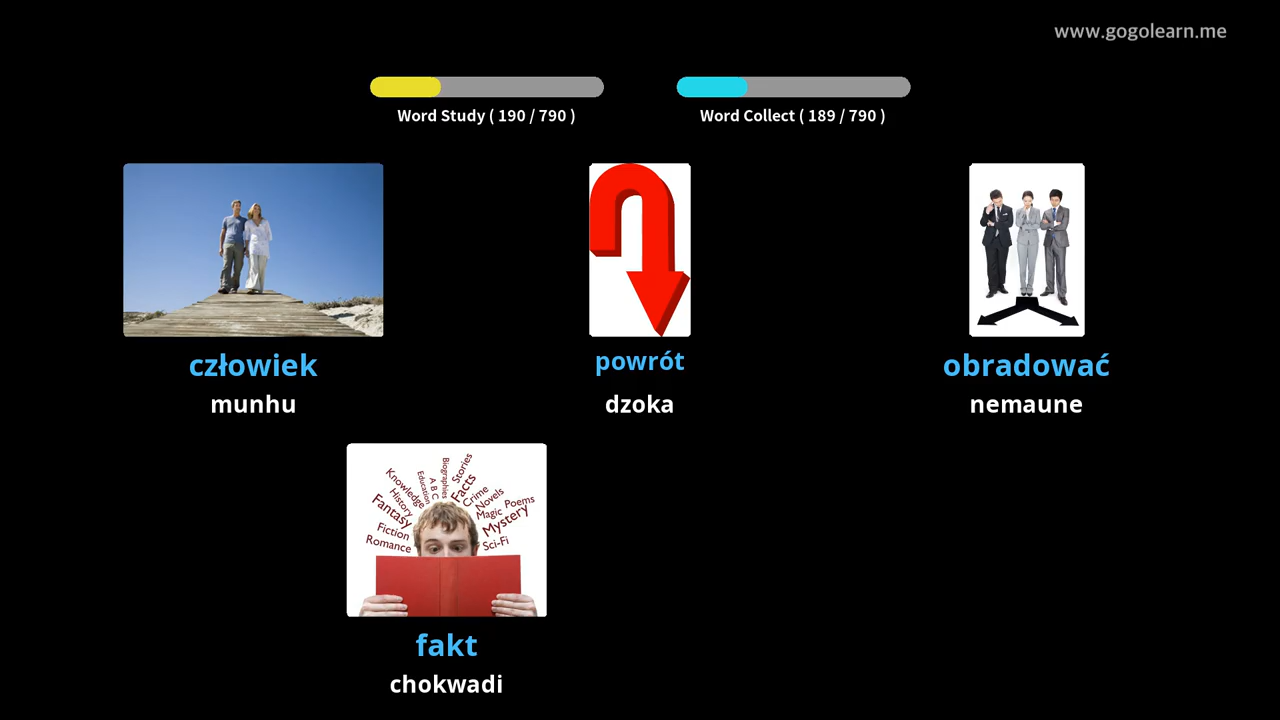 www.gogolearn.me
Word Study ( 190 / 790 )
Word Collect ( 189 / 790 )
człowiek
munhu
powrót
dzoka
obradować
nemaune
Biographies
Stories
Knowledge
Education
A B C
Facts
History
Crime
Novels
Fantasy
Magic
Poems
Fiction
Mystery
Romance
Sci-Fi
fakt
chokwadi